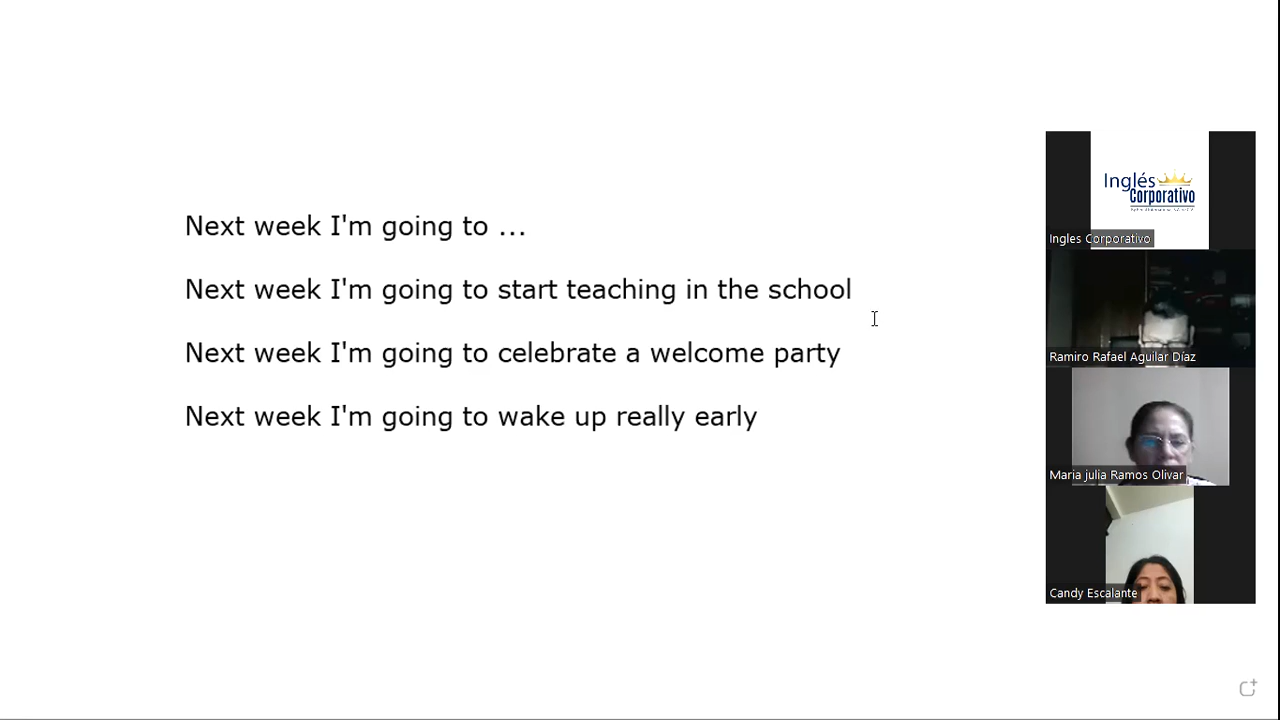 Next week I'm going to ...
Next week I'm going to start teaching in the school
Next week I'm going to celebrate a welcome party
Next week I'm going to wake up really early
Inglés
Corporativo
Ingles Corporativo
Ramiro Rafael Aguilar Díaz
Maria julia Ramos Olivar
Candy Escalante